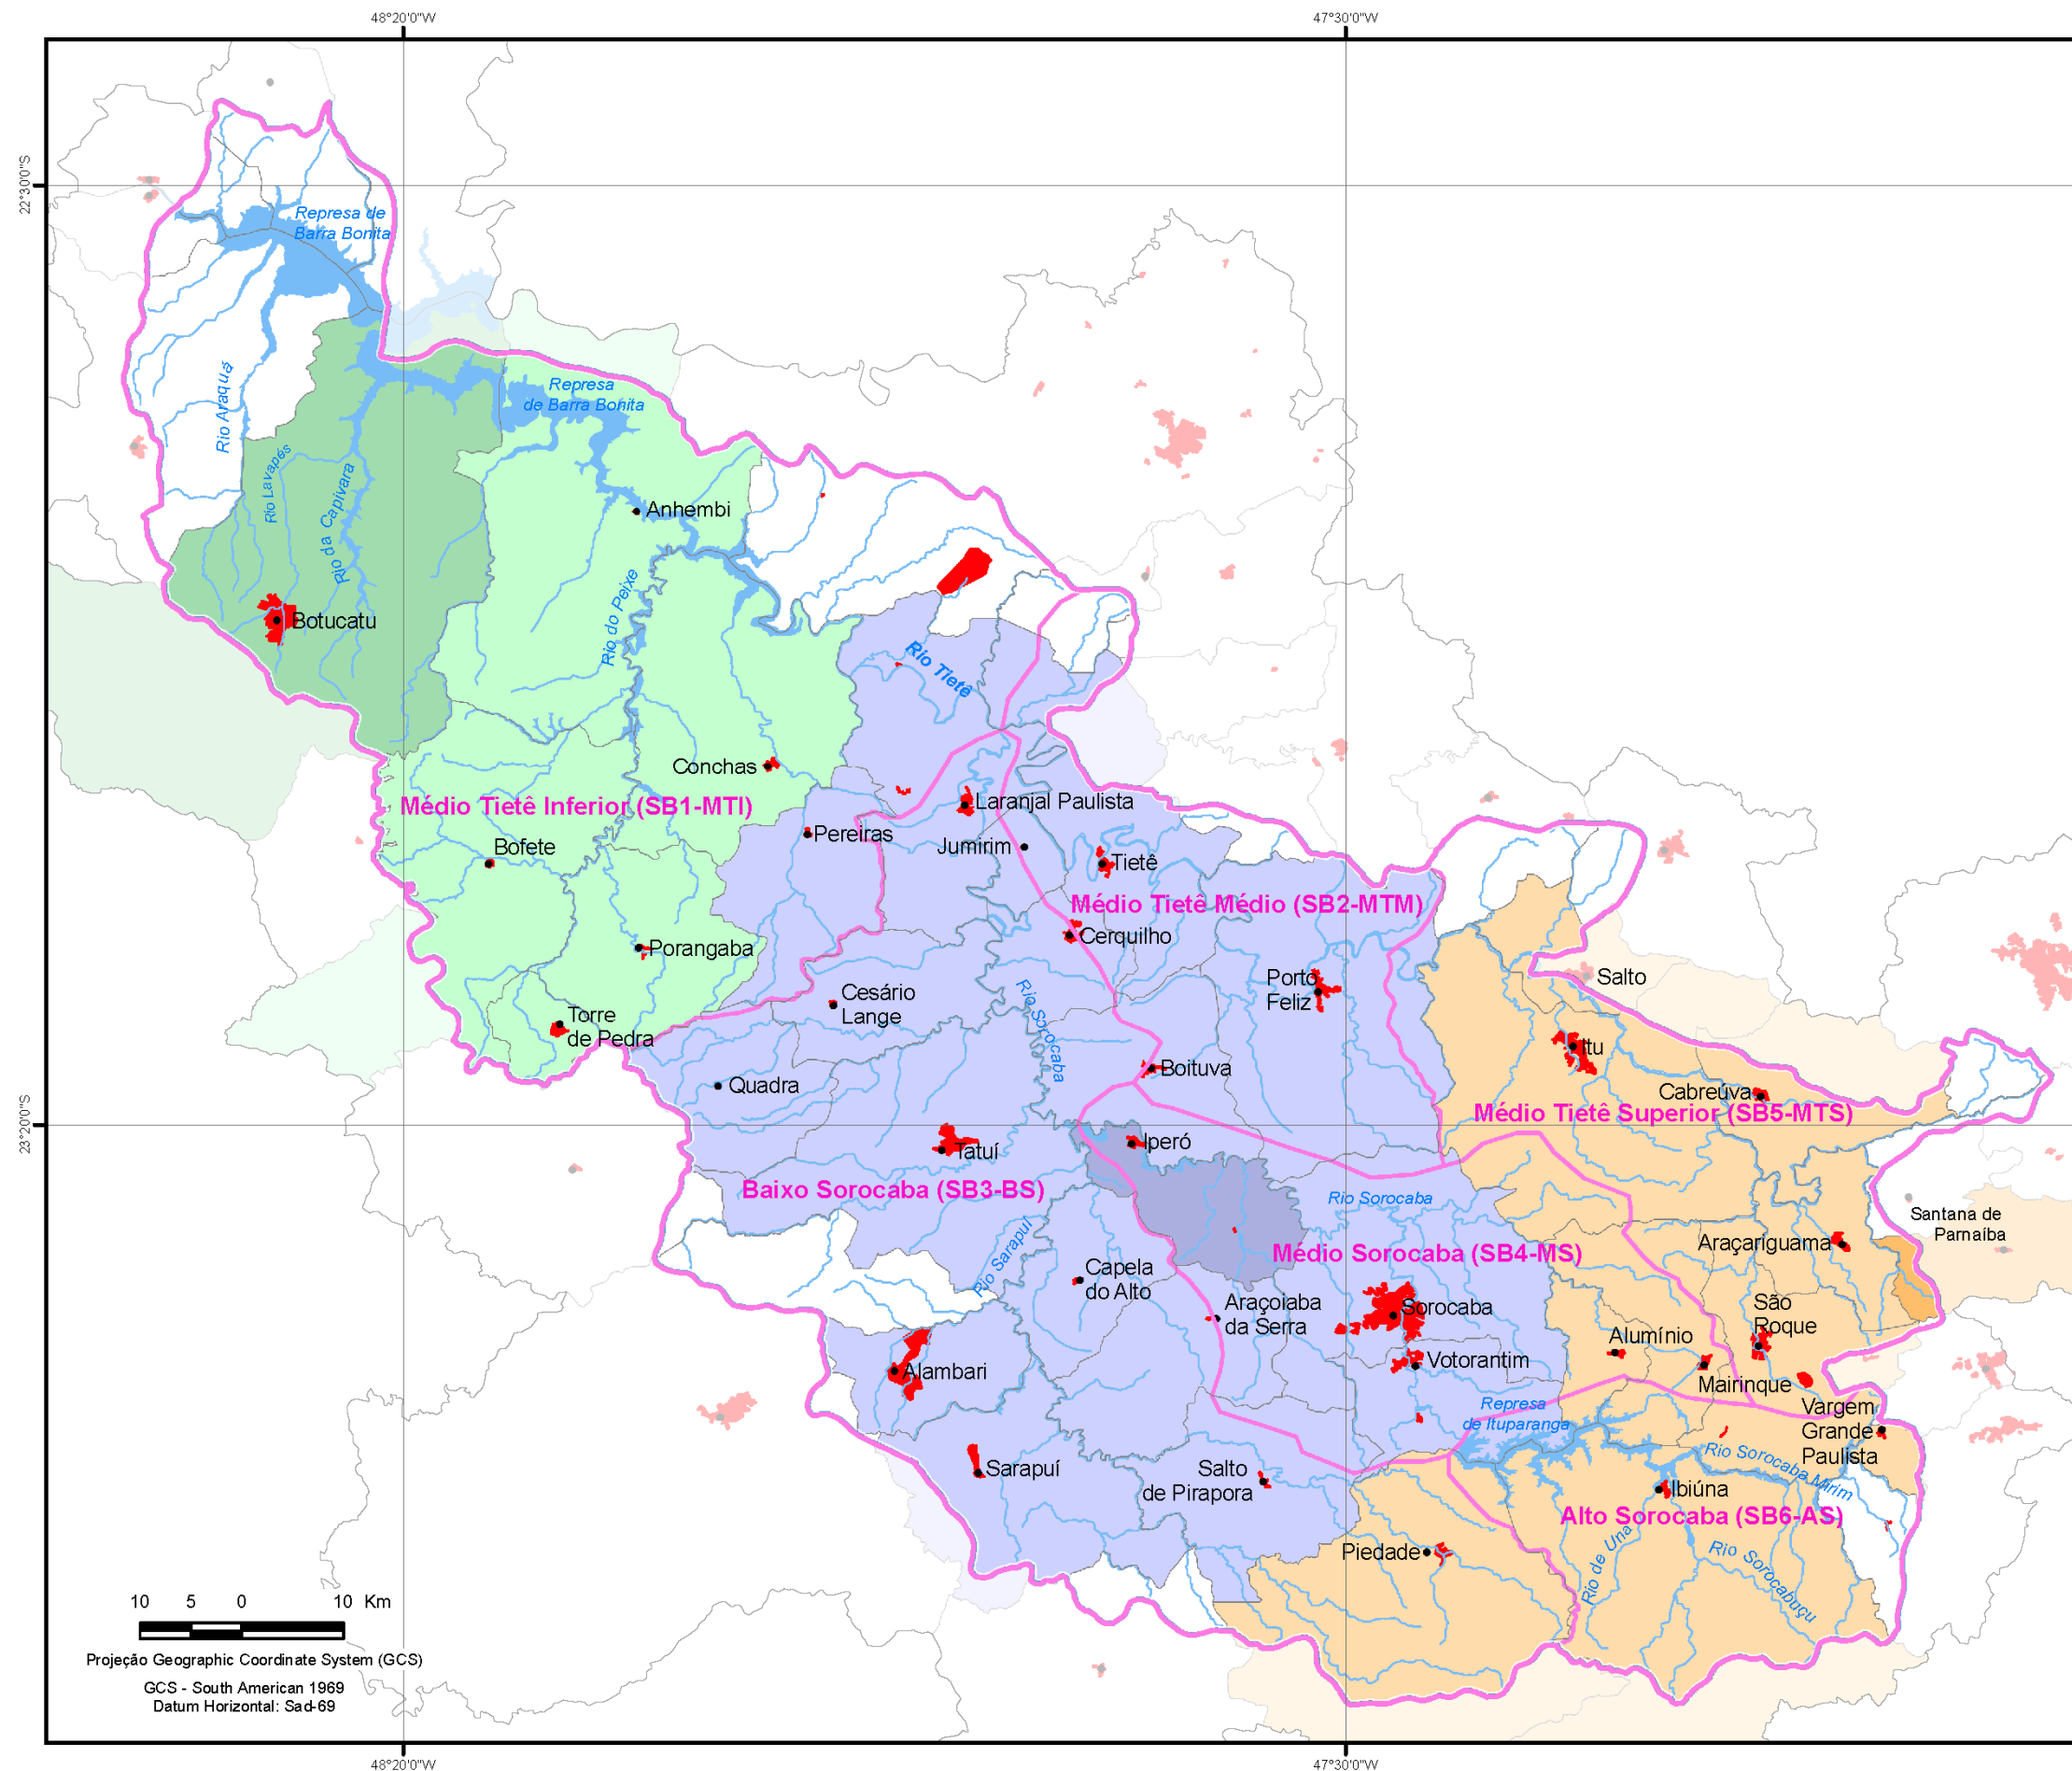 48°20'0"W
47°30'0"W
22°30'0"S
Represa de
Barra Bonita
Rio Araquá
Represa
de Barra Bonita
Rio Lavapés
Rio da Capivara
Anhembi
Rio do Peixe
Botucatu
Rio Tietê
Conchas
Médio Tietê Inferior (SB1-MTI)
Laranjal Paulista
Pereiras
Jumirim
Bofete
Tietê
Médio Tietê Médio (SB2-MTM)
Cerquilho
Porangaba
Salto
Porto
Feliz
Cesário
Lange
Rio Sorocaba
Torre
de Pedra
Itu
Boituva
Quadra
Cabreúva
Médio Tietê Superior (SB5-MTS)
23°20'0"S
Iperó
Tatuí
Baixo Sorocaba (SB3-BS)
Rio Sorocaba
Santana de
Parnaíba
Rio Sarapuí
Araçariguama
Médio Sorocaba (SB4-MS)
Capela
do Alto
Araçoiaba
da Serra
Sorocaba
São
Roque
Alumínio
Votorantim
Alambari
Mairinque
Represa
de Ituparanga
Vargem
Grande
Paulista
Rio Sorocaba Mirim
Sarapuí
Salto
de Pirapora
Ibiúna
Alto Sorocaba (SB6-AS)
Piedade
Rio de Una
Rio Sorocabuçu
10 5 0 10 Km
Projeção Geographic Coordinate System (GCS)
GCS - South American 1969
Datum Horizontal: Sad-69
48°20'0"W
47°30'0"W